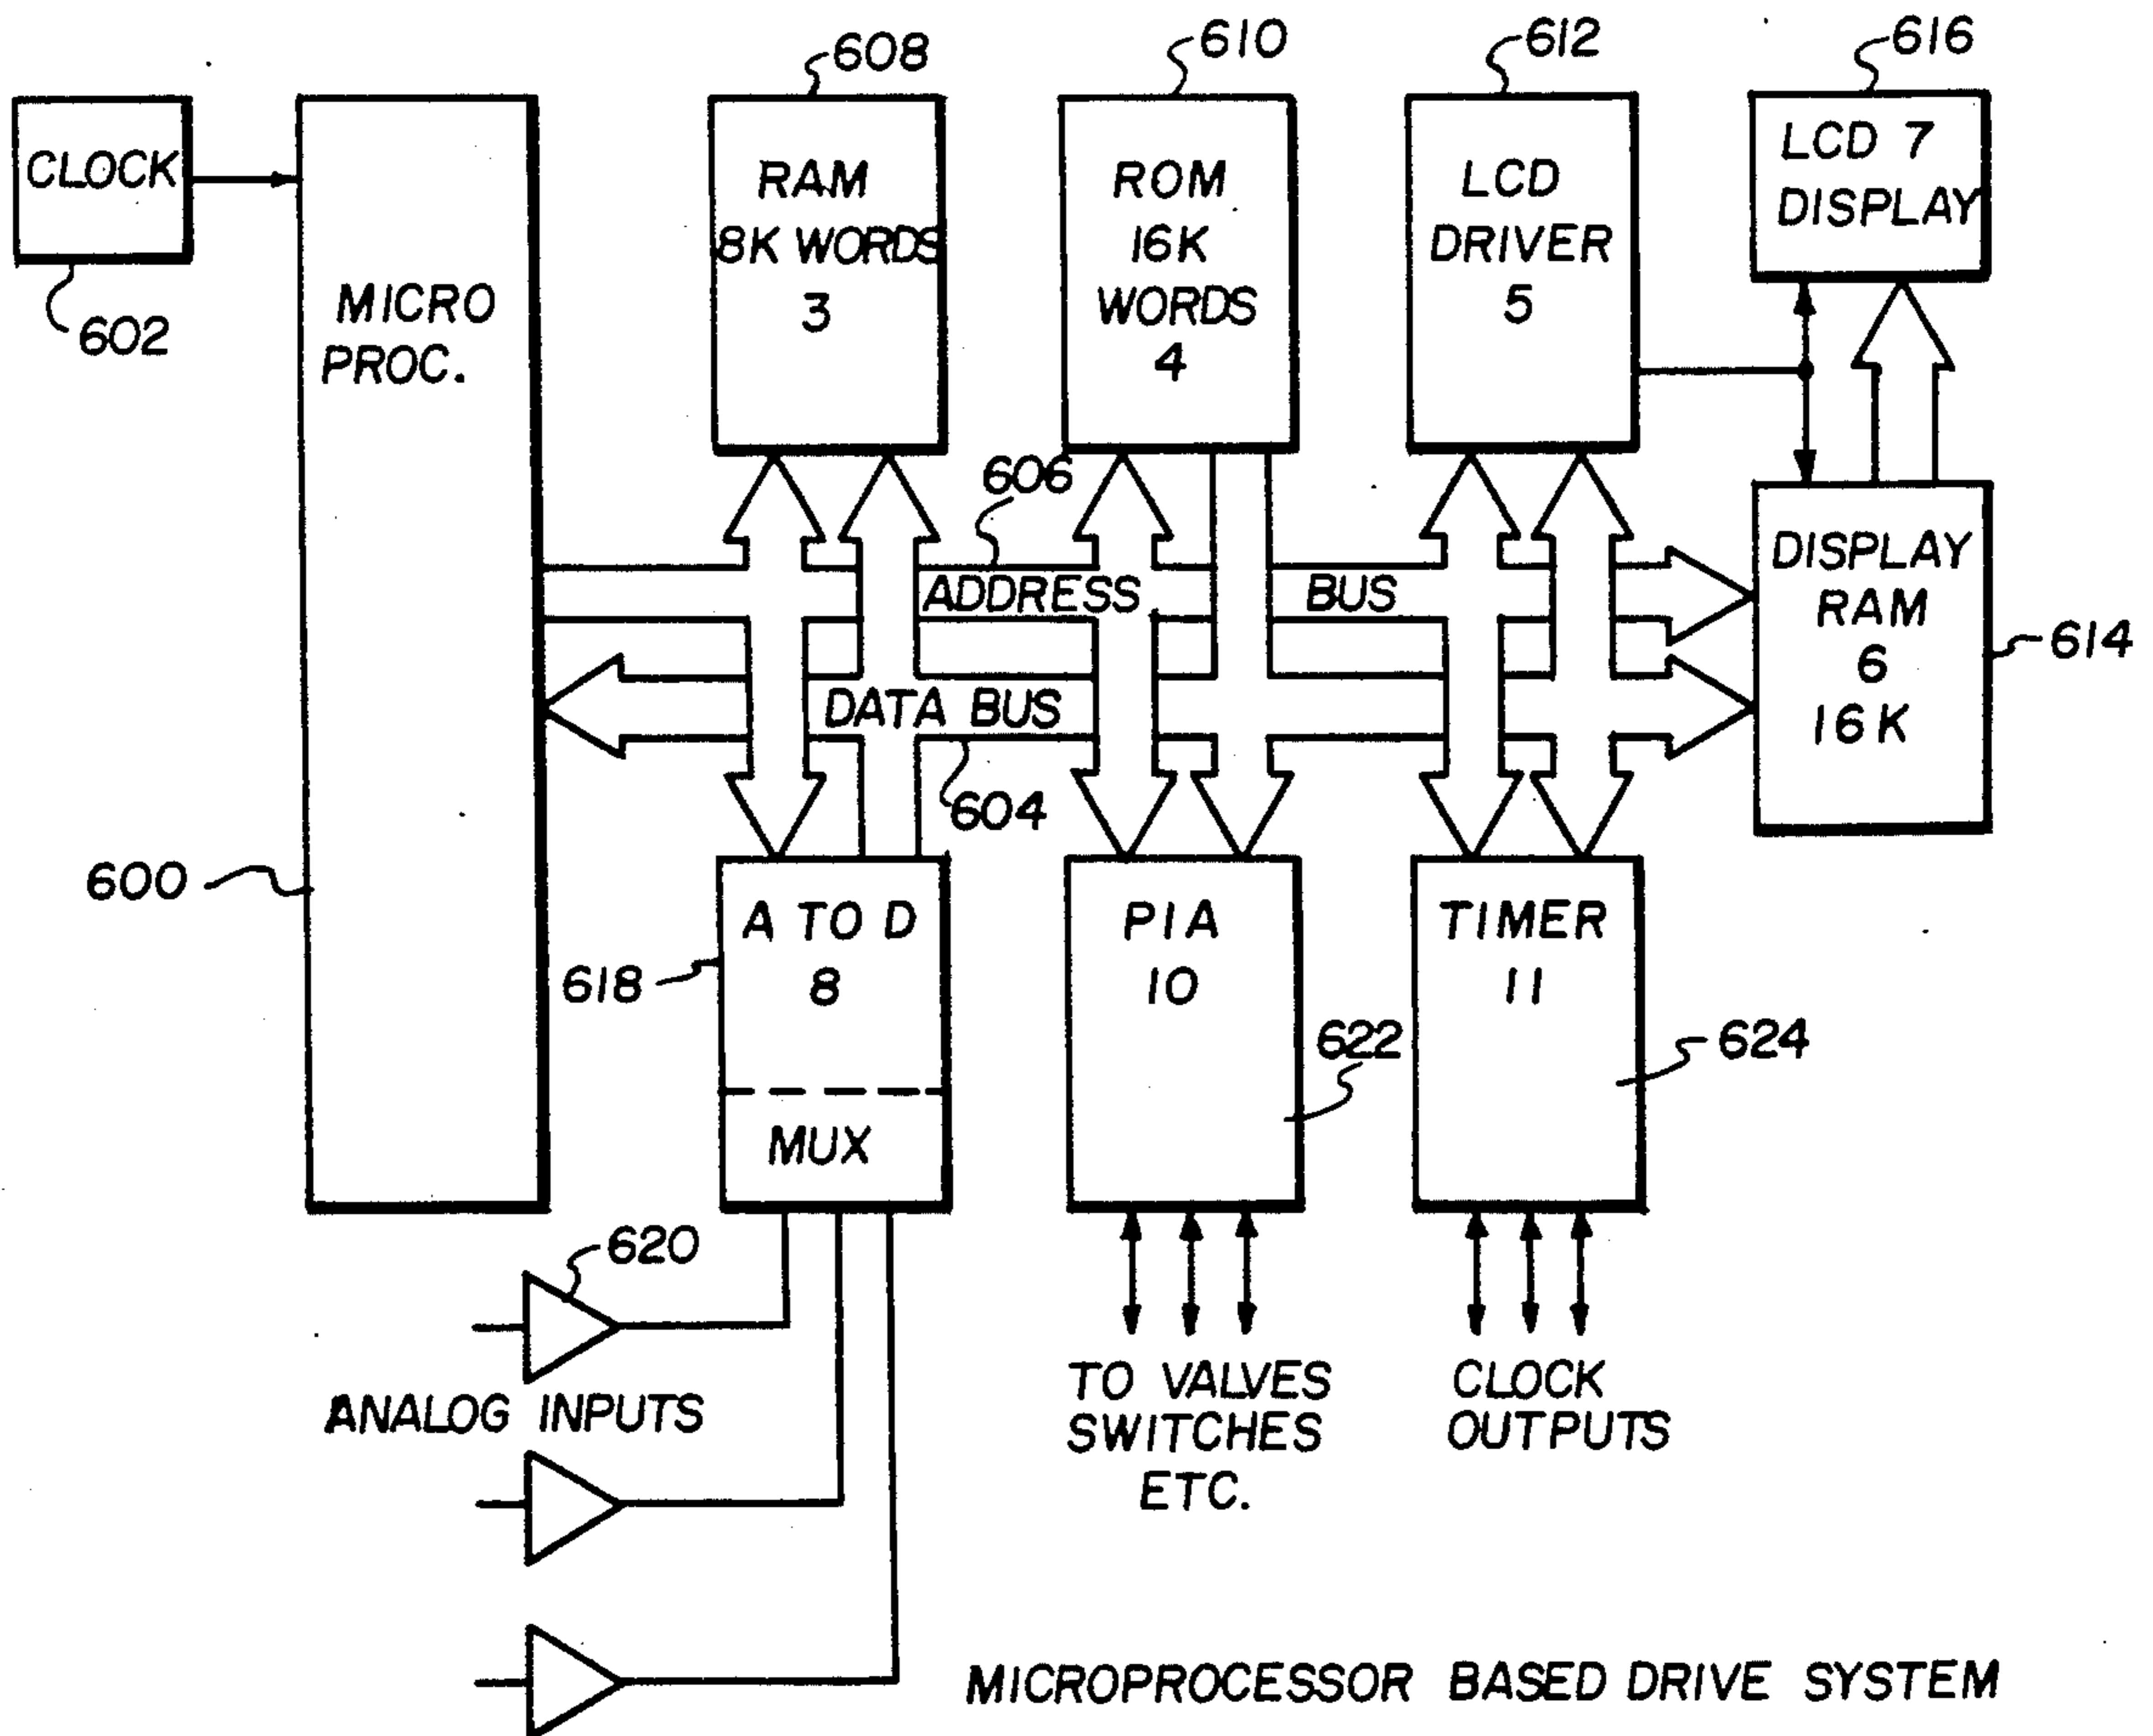 608
610
612
616
CLOCK
602
MICRO
PROC.
RAM
8K WORDS
3
ROM
16K
WORDS
4
LCD
DRIVER
5
LCD 7
DISPLAY
606
ADDRESS BUS
DATA BUS
604
DISPLAY
RAM
6
16K
614
600
A TO D
8
618
MUX
PIA
10
622
TIMER
11
624
620
ANALOG INPUTS
TO VALVES
SWITCHES
ETC.
CLOCK
OUTPUTS
MICROPROCESSOR BASED DRIVE SYSTEM